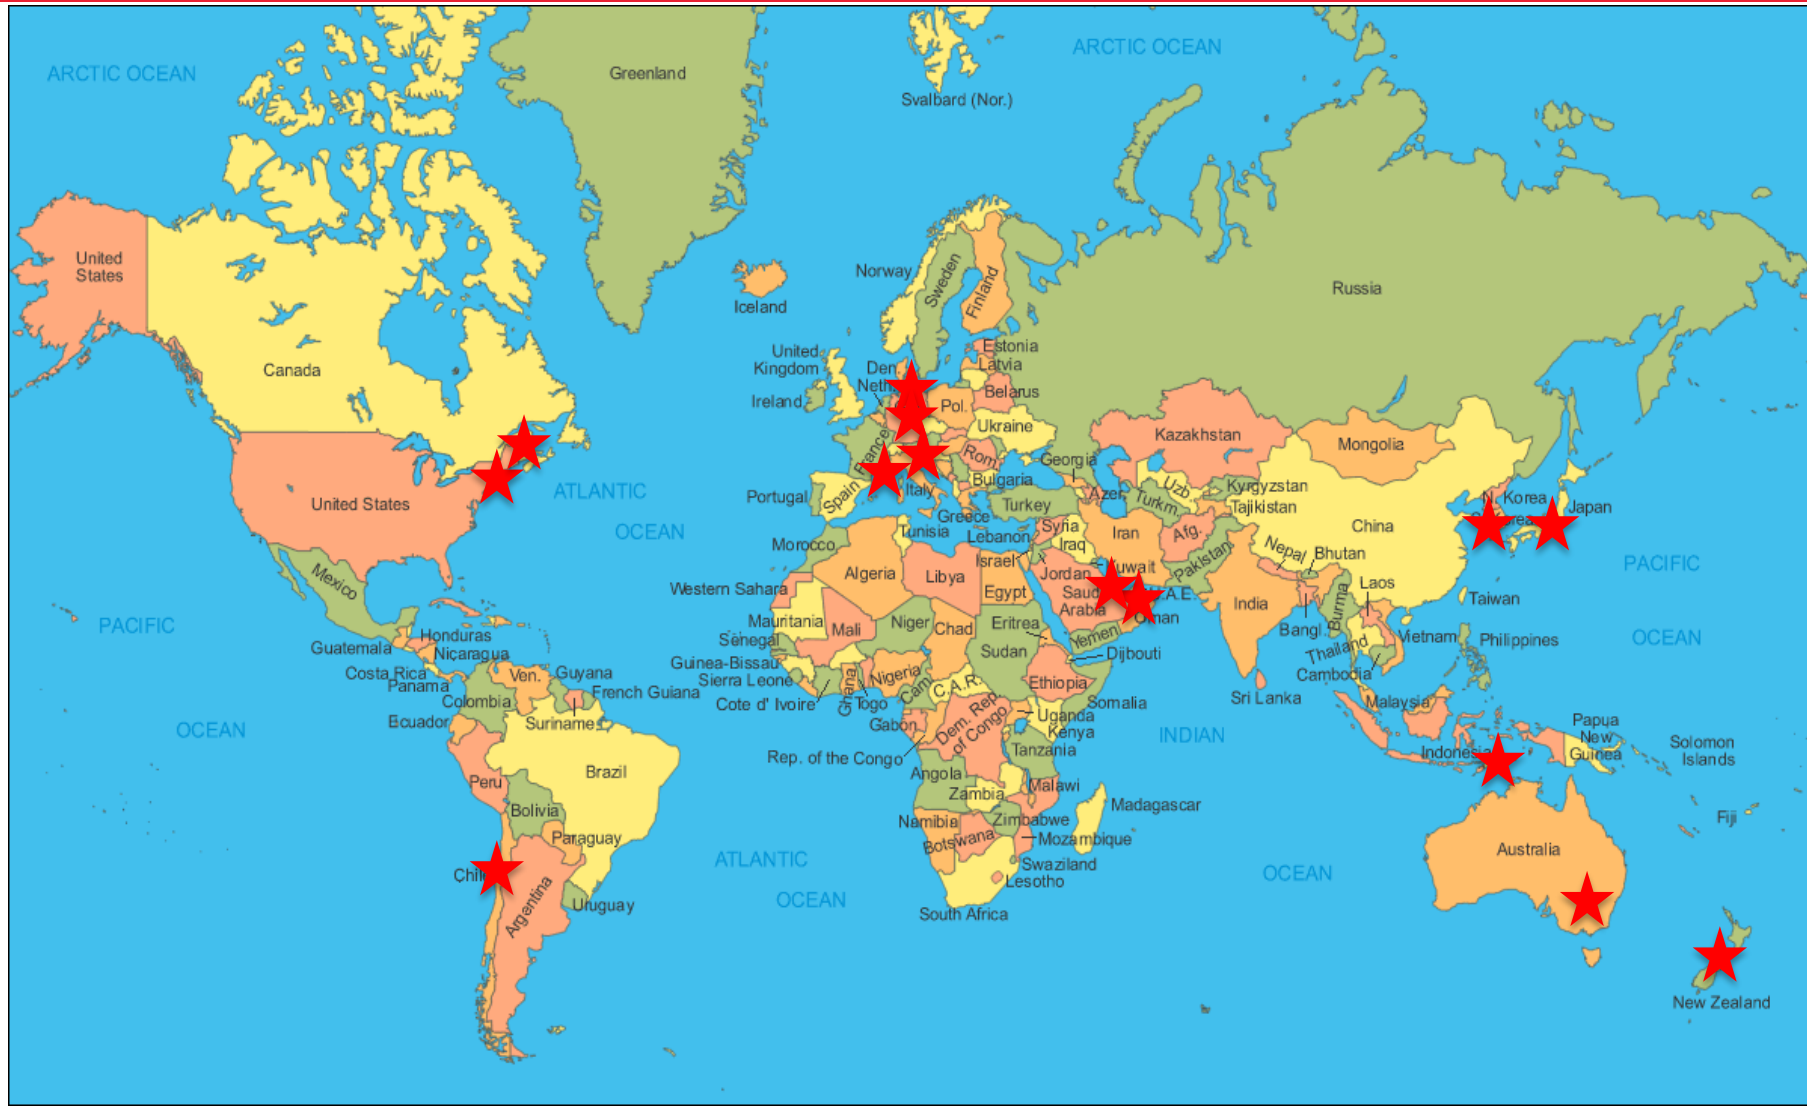 ARCTIC OCEAN
ARCTIC OCEAN
Greenland
Svalbard (Nor.)
United
States
Canada
Iceland
Norway
Sweden
Finland
Russia
United
Kingdom
Ireland
Den.
Neth.
Estonia
Latvia
Belarus
Pol.
Ukraine
France
Rom.
Bulgaria
Italy
Spain
Portugal
Greece
Turkey
Georgia
Azer.
Kazakhstan
Uzb.
Turkm.
Kyrgyzstan
Tajikistan
Mongolia
China
N. Korea
Japan
United States
ATLANTIC
OCEAN
Mexico
PACIFIC
OCEAN
Guatemala
Honduras
Nicaragua
Costa Rica
Panama
Ven.
Guyana
French Guiana
Suriname
Colombia
Ecuador
Peru
Brazil
Bolivia
Paraguay
Argentina
Uruguay
Morocco
Tunisia
Algeria
Libya
Egypt
Western Sahara
Mauritania
Mali
Niger
Chad
Sudan
Eritrea
Senegal
Guinea-Bissau
Sierra Leone
Cote d' Ivoire
Ghana
Togo
Nigeria
Cam.
C.A.R.
Ethiopia
Djibouti
Somalia
Gabon
Rep. of the Congo
Dem. Rep.
of Congo
Uganda
Kenya
Tanzania
Angola
Zambia
Malawi
Namibia
Botswana
Zimbabwe
Mozambique
Madagascar
Swaziland
Lesotho
South Africa
ATLANTIC
OCEAN
Lebanon
Israel
Syria
Iraq
Jordan
Iran
Saudi
Arabia
Yemen
Oman
Afg.
Pakistan
Nepal
Bhutan
India
Bangl.
Burma
Laos
Thailand
Vietnam
Cambodia
Sri Lanka
Taiwan
Philippines
Malaysia
Indonesia
Papua
New
Guinea
Solomon
Islands
Fiji
PACIFIC
OCEAN
INDIAN
OCEAN
Australia
New Zealand